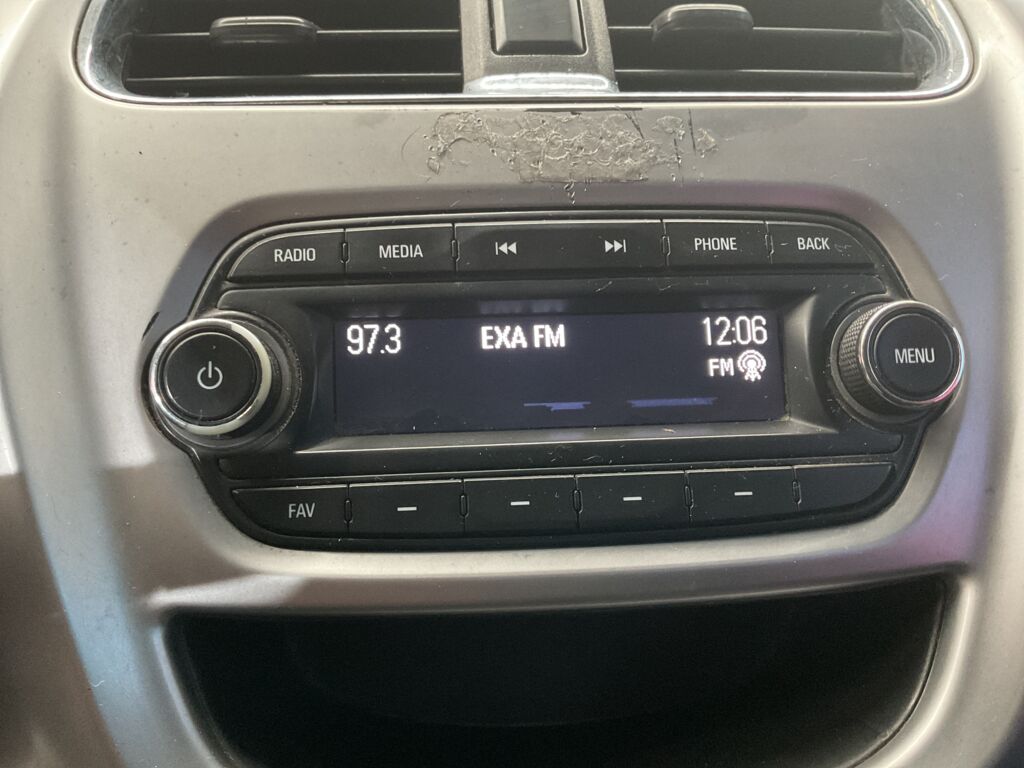 RADIO MEDIA PHONE BACK
97.3 EXA FM 12:06
FM
MENU
FAV